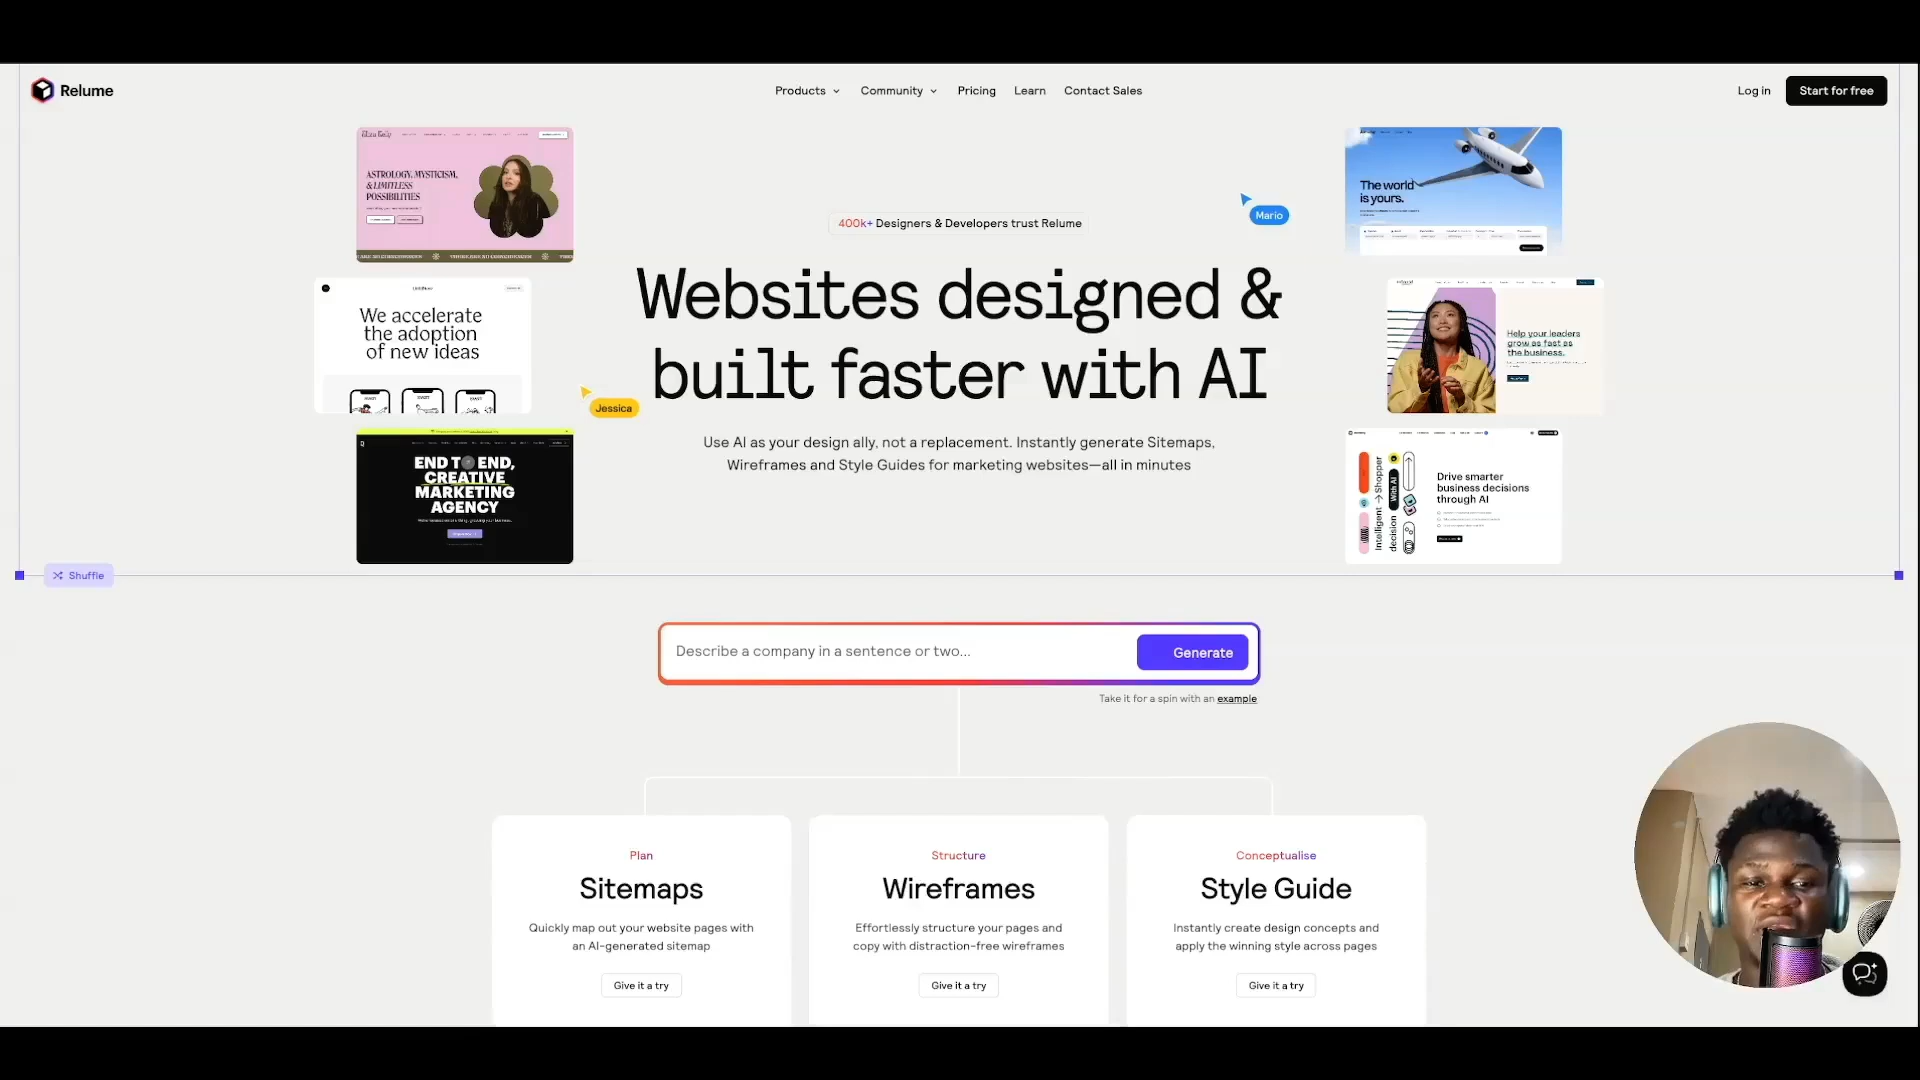 Relume
Products
Community
Pricing
Learn
Contact Sales
Log in
Start for free
ASTROLOGY, MYSTICISM,
& LIMITLESS
POSSIBILITIES
We accelerate
the adoption
of new ideas
END TO END,
CREATIVE
MARKETING
AGENCY
Jessica
400k+ Designers & Developers trust Relume
Websites designed &
built faster with AI
Use AI as your design ally, not a replacement. Instantly generate Sitemaps,
Wireframes and Style Guides for marketing websites—all in minutes
Mario
The world
is yours.
Help your leaders
grow as fast as
the business.
Intelligent → Shopper
decision With AI
Drive smarter
business decisions
through AI
Shuffle
Describe a company in a sentence or two...
Generate
Take it for a spin with an example
Plan
Sitemaps
Quickly map out your website pages with
an AI-generated sitemap
Give it a try
Structure
Wireframes
Effortlessly structure your pages and
copy with distraction-free wireframes
Give it a try
Conceptualise
Style Guide
Instantly create design concepts and
apply the winning style across pages
Give it a try